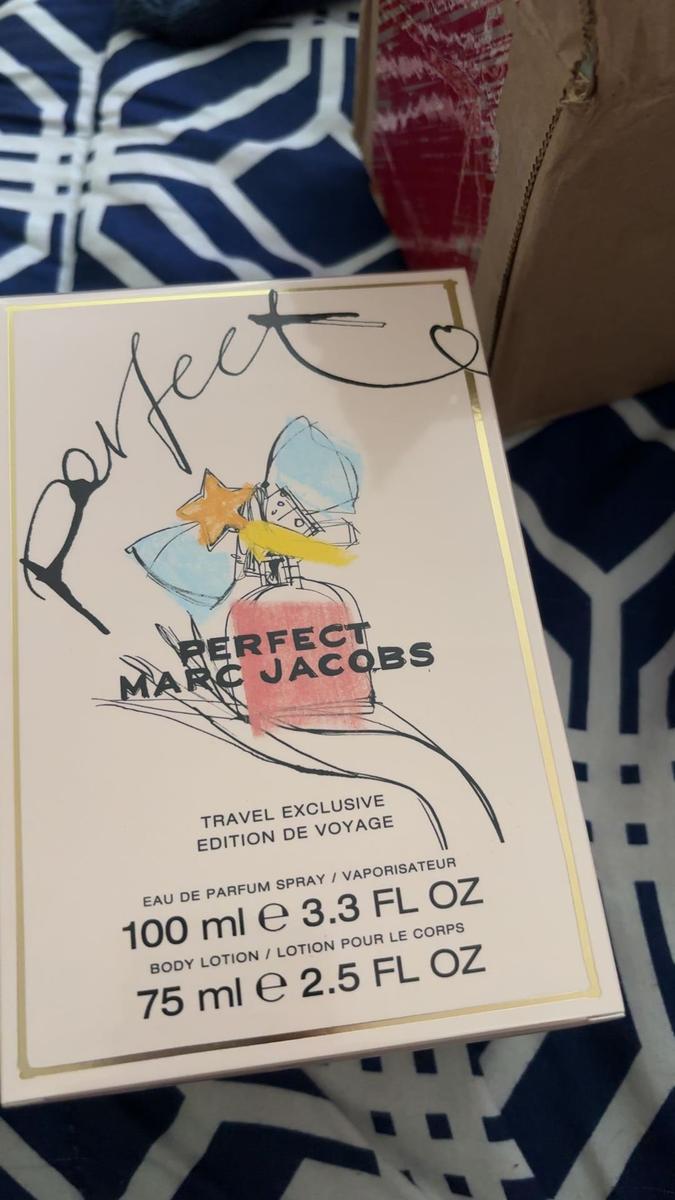 perfect
PERFECT
MARC JACOBS
TRAVEL EXCLUSIVE
EDITION DE VOYAGE
EAU DE PARFUM SPRAY / VAPORISATEUR
100 ml ℮ 3.3 FL OZ
BODY LOTION / LOTION POUR LE CORPS
75 ml ℮ 2.5 FL OZ